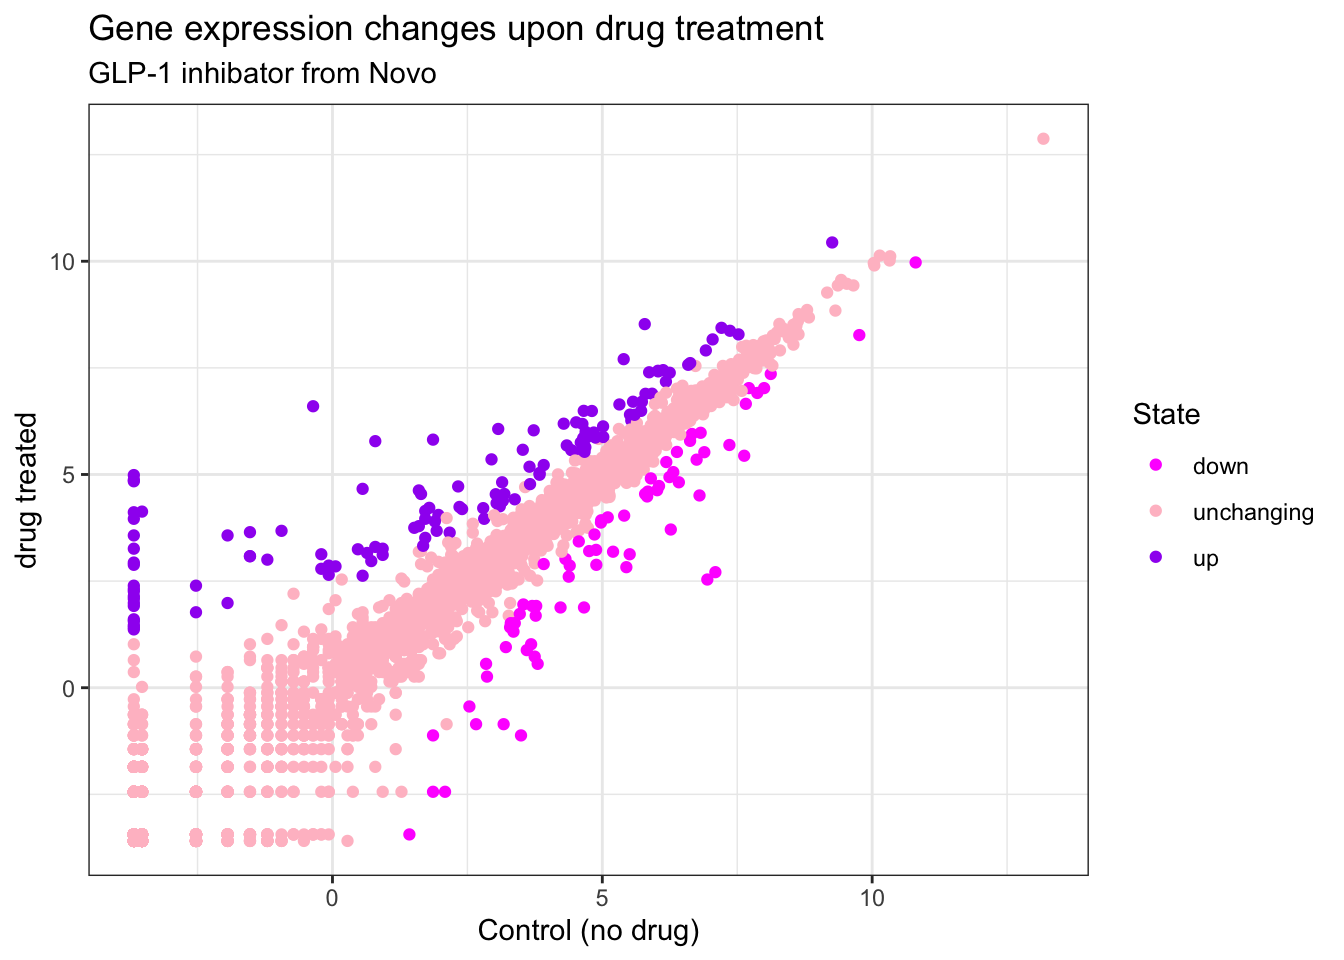 Gene expression changes upon drug treatment
GLP-1 inhibator from Novo
drug treated
10
5
0
0
5
10
Control (no drug)
State
down
unchanging
up